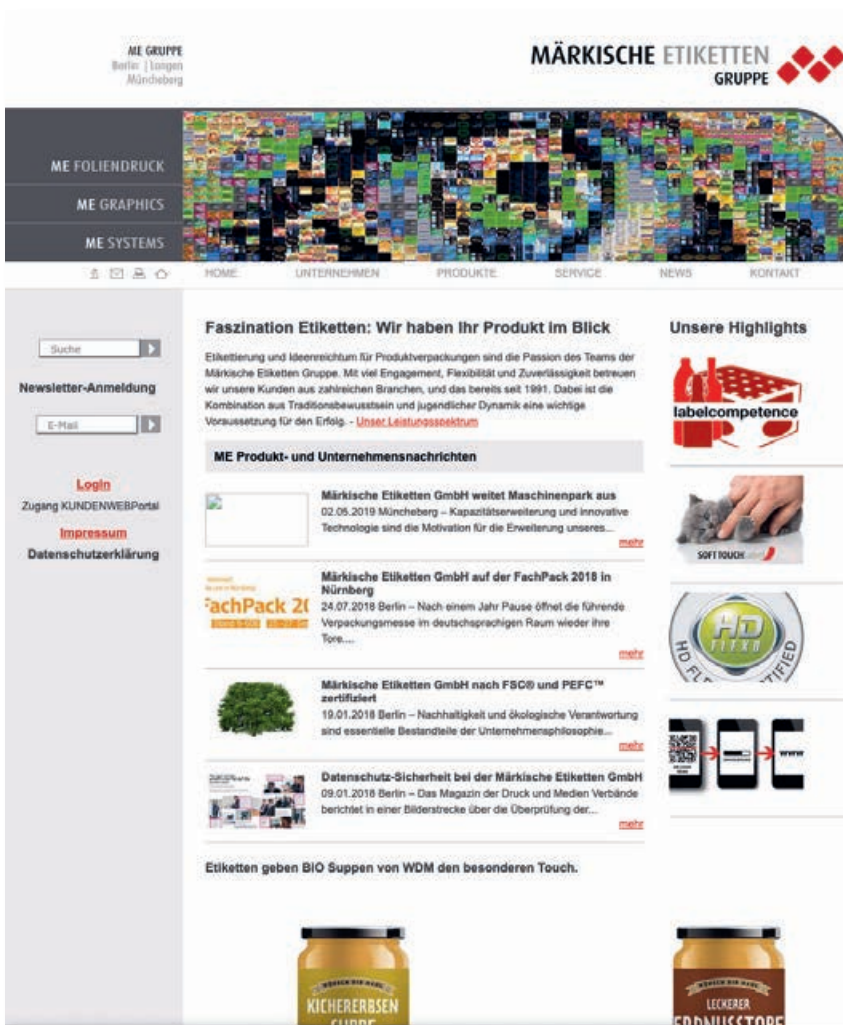 ME GRUPPE
Berlin | Langen
Müncheberg
MÄRKISCHE ETIKETTEN
GRUPPE
ME FOLIENDRUCK
ME GRAPHICS
ME SYSTEMS
HOME UNTERNEHMEN PRODUKTE SERVICE NEWS KONTAKT
Suche
Newsletter-Anmeldung
E-Mail
Login
Zugang KUNDENWEBPortal
Impressum
Datenschutzerklärung
Faszination Etiketten: Wir haben Ihr Produkt im Blick
Etikettierung und Ideenreichtum für Produktverpackungen sind die Passion des Teams der
Märkische Etiketten Gruppe. Mit viel Engagement, Flexibilität und Zuverlässigkeit betreuen
wir unsere Kunden aus zahlreichen Branchen, und das bereits seit 1991. Dabei ist die
Kombination aus Traditionsbewusstsein und jugendlicher Dynamik eine wichtige
Voraussetzung für den Erfolg. - Unser Leistungsspektrum
ME Produkt- und Unternehmensnachrichten
Märkische Etiketten GmbH weitet Maschinenpark aus
02.05.2019 Müncheberg – Kapazitätserweiterung und innovative
Technologie sind die Motivation für die Erweiterung unseres...
mehr
FachPack 20
Märkische Etiketten GmbH auf der FachPack 2018 in
Nürnberg
24.07.2018 Berlin – Nach einem Jahr Pause öffnet die führende
Verpackungsmesse im deutschsprachigen Raum wieder ihre
Tore....
mehr
Märkische Etiketten GmbH nach FSC® und PEFC™
zertifiziert
19.01.2018 Berlin – Nachhaltigkeit und ökologische Verantwortung
sind essentielle Bestandteile der Unternehmensphilosophie...
mehr
Datenschutz-Sicherheit bei der Märkische Etiketten GmbH
09.01.2018 Berlin – Das Magazin der Druck und Medien Verbände
berichtet in einer Bilderstrecke über die Überprüfung der...
mehr
Unsere Highlights
labelcompetence
SOFT TOUCH
HD
FLEXO
www
Etiketten geben BIO Suppen von WDM den besonderen Touch.
KICHERERBSEN
SUPPE
LECKERER
ERDNUSSTOPF